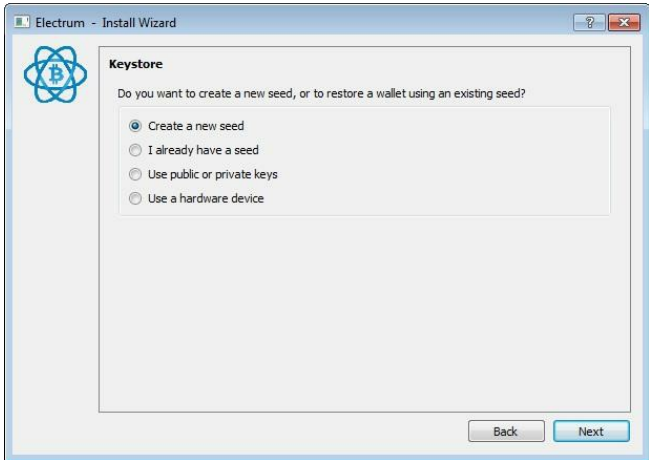 Electrum - Install Wizard
Keystore
Do you want to create a new seed, or to restore a wallet using an existing seed?
Create a new seed
I already have a seed
Use public or private keys
Use a hardware device
Back
Next